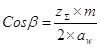 Cosβ = (z_Σ × m) / (2 × a_w)